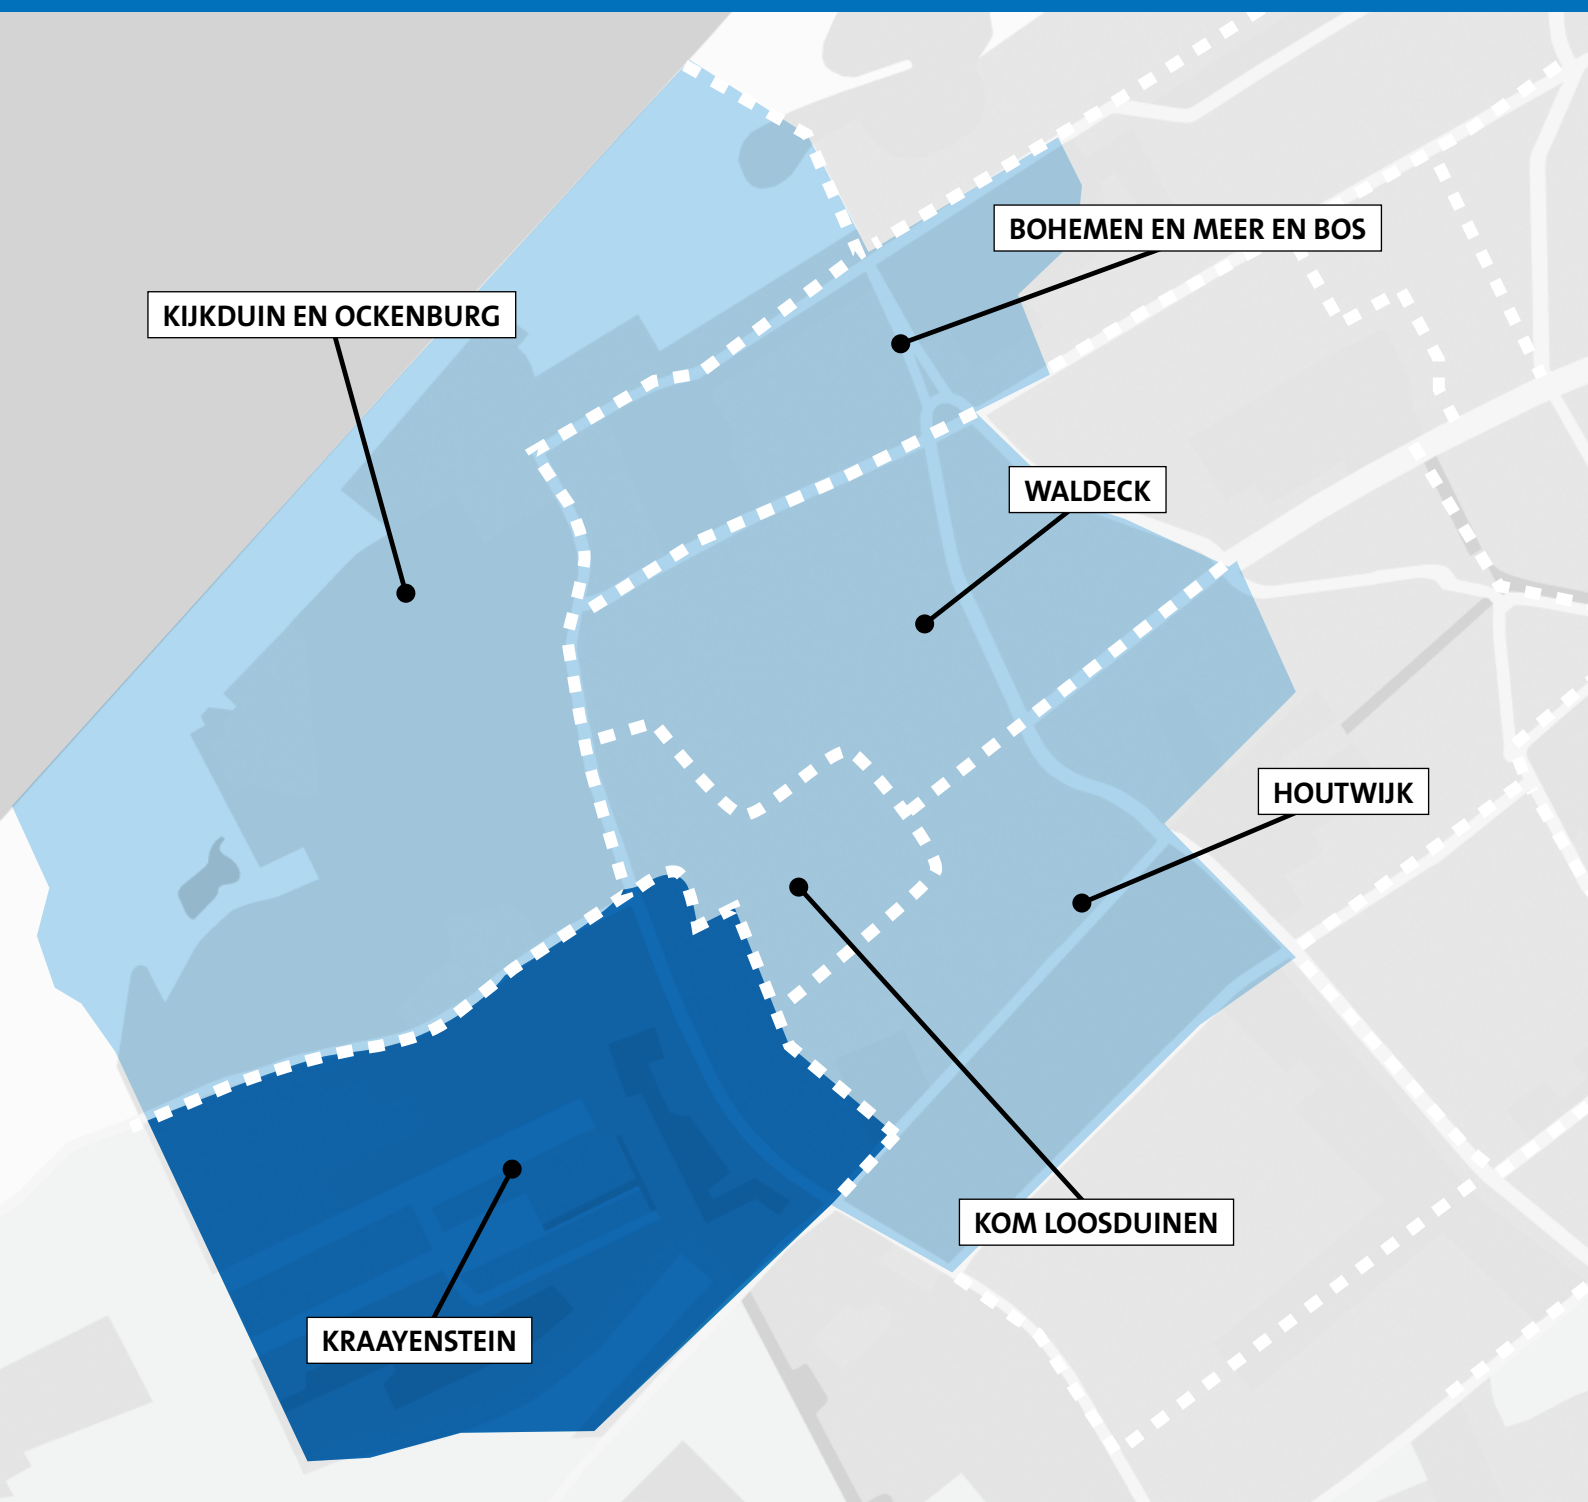 BOHEMEN EN MEER EN BOS
KIJKDUIN EN OCKENBURG
WALDECK
HOUTWIJK
KOM LOOSDUINEN
KRAAYENSTEIN